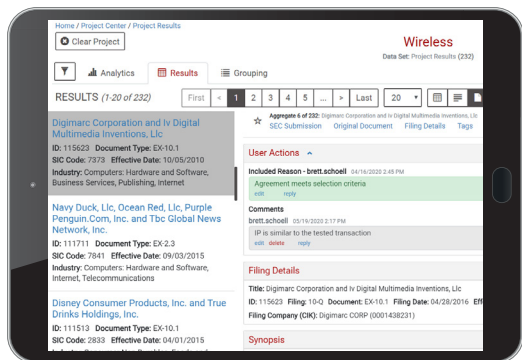 Home / Project Center / Project Results
Clear Project
Wireless
Data Set: Project Results (232)
Analytics
Results
Grouping
RESULTS (1-20 of 232)
First < 1 2 3 4 5 ... > Last
20
Aggregate 6 of 232: Digimarc Corporation and Iv Digital Multimedia Inventions, Llc
SEC Submission Original Document Filing Details Tags
Digimarc Corporation and Iv Digital
Multimedia Inventions, Llc
ID: 115623 Document Type: EX-10.1
SIC Code: 7373 Effective Date: 10/05/2010
Industry: Computers: Hardware and Software,
Business Services, Publishing, Internet
Navy Duck, Llc, Ocean Red, Llc, Purple
Penguin.Com, Inc. and Tbc Global News
Network, Inc.
ID: 111711 Document Type: EX-2.3
SIC Code: 7841 Effective Date: 09/03/2015
Industry: Computers: Hardware and Software,
Internet, Telecommunications
Disney Consumer Products, Inc. and True
Drinks Holdings, Inc.
ID: 111513 Document Type: EX-10.1
SIC Code: 2833 Effective Date: 04/01/2015
User Actions
Included Reason - brett.schoell 04/16/2020 2:45 PM
Agreement meets selection criteria
edit reply
Comments
brett.schoell 05/19/2020 2:17 PM
IP is similar to the tested transaction
edit delete reply
Filing Details
Title: Digimarc Corporation and Iv Digital Multimedia Inventions, Llc
ID: 115623 Filing: 10-Q Document: EX-10.1 Filing Date: 04/28/2016 Eff
Filing Company (CIK): Digimarc CORP (0001438231)
Synopsis